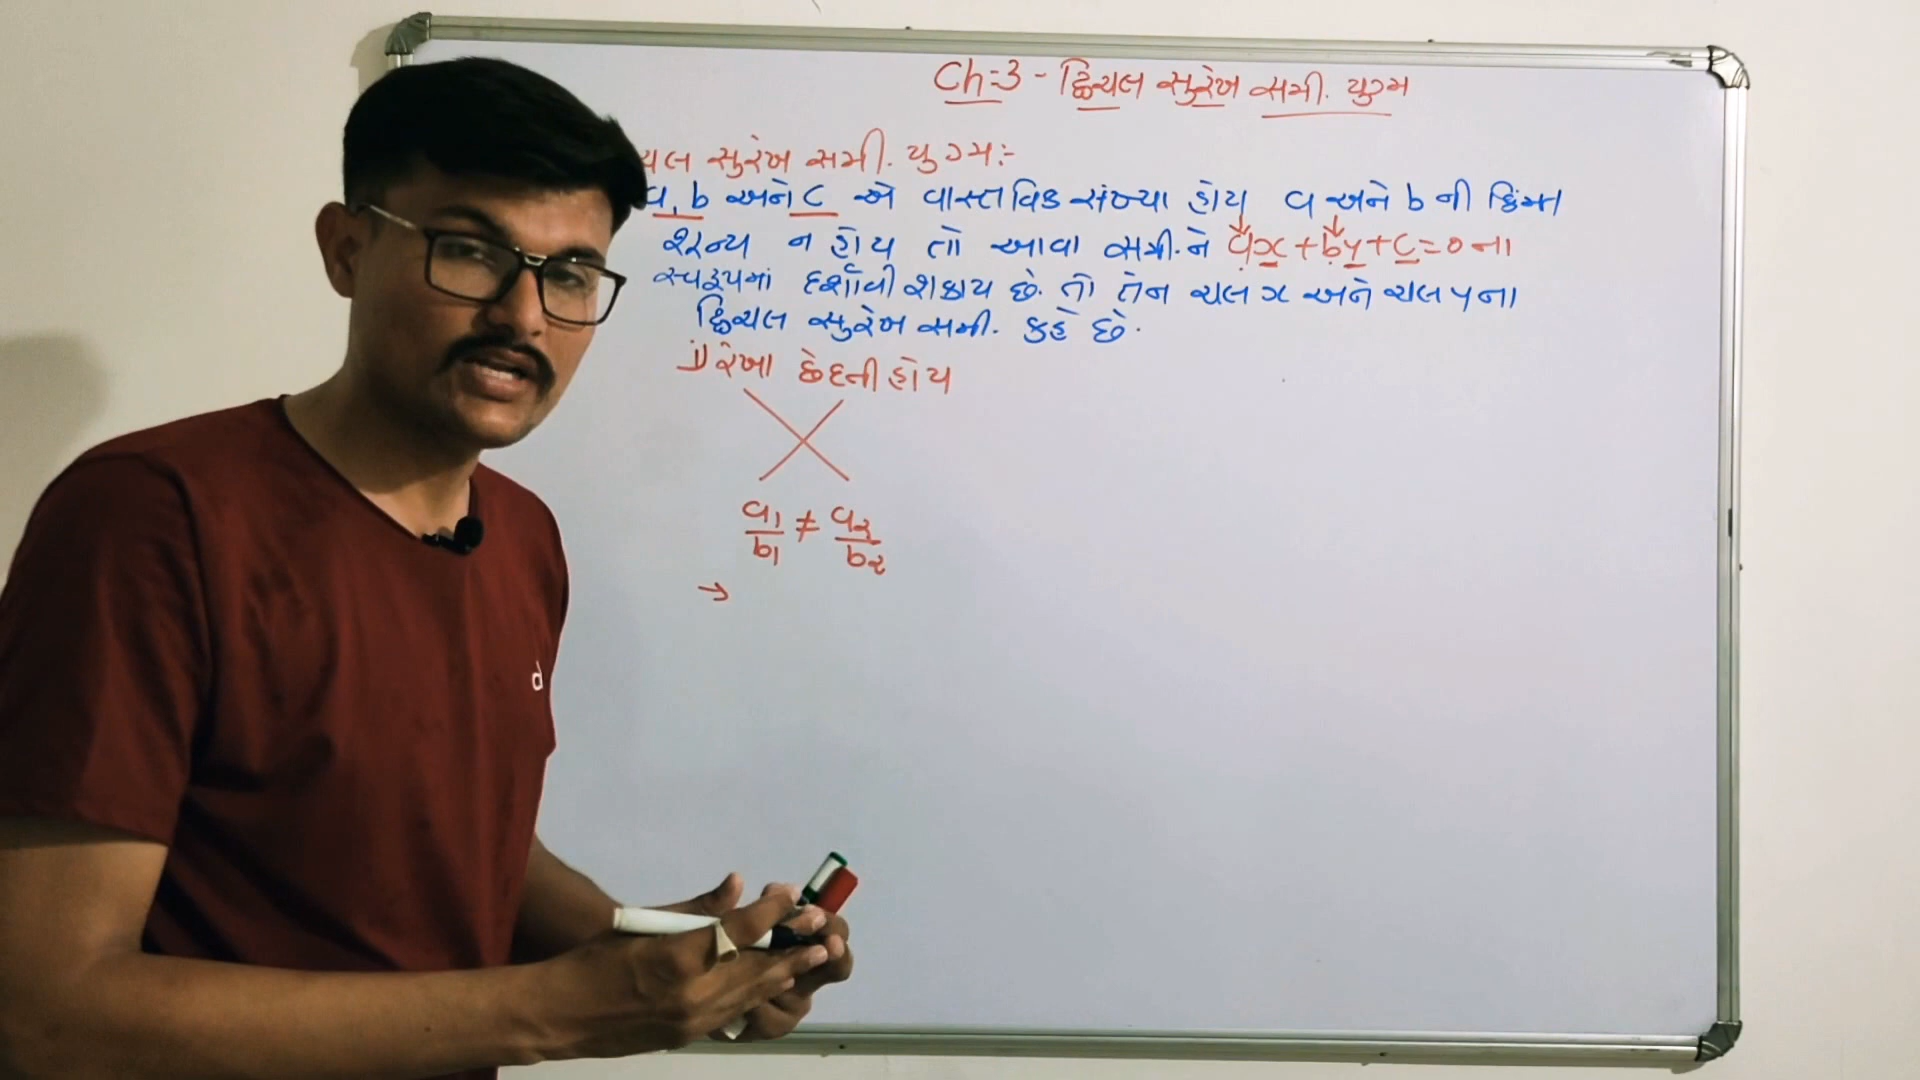 Ch=3 - દ્વિચલ સુરેખ સમી. યુગ્મ
ચલ સુરેખ સમી. યુગ્મ:-
a, b અને C એ વાસ્તવિક સંખ્યા હોય a અને b ની કિંમત
શૂન્ય ન હોય તો આવા સમી.ને ax+by+c=0 ના
સ્વરૂપમાં દર્શાવી શકાય છે. તો તેને ચલ x અને ચલ y ના
દ્વિચલ સુરેખ સમી. કહે છે.
1) રેખા છેદતી હોય
a1/b1 ≠ a2/b2
→
d